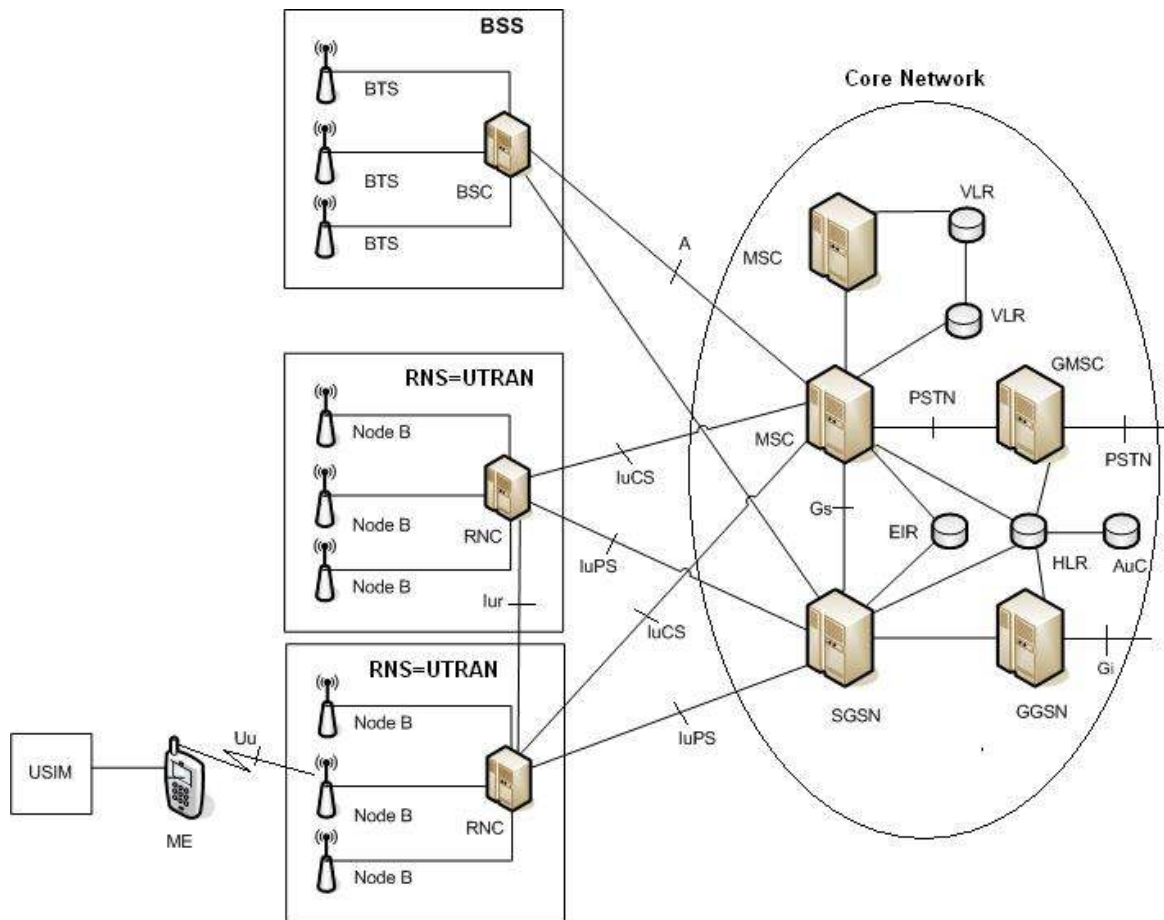 BSS
BTS
BTS
BTS
BSC
Core Network
VLR
MSC
VLR
A
RNS=UTRAN
Node B
Node B
Node B
RNC
IuCS
IuPS
Iur
IuCS
GMSC
PSTN
MSC
PSTN
Gs
EIR
HLR
AuC
SGSN
GGSN
Gi
RNS=UTRAN
Node B
Node B
Node B
RNC
IuPS
Uu
USIM
ME